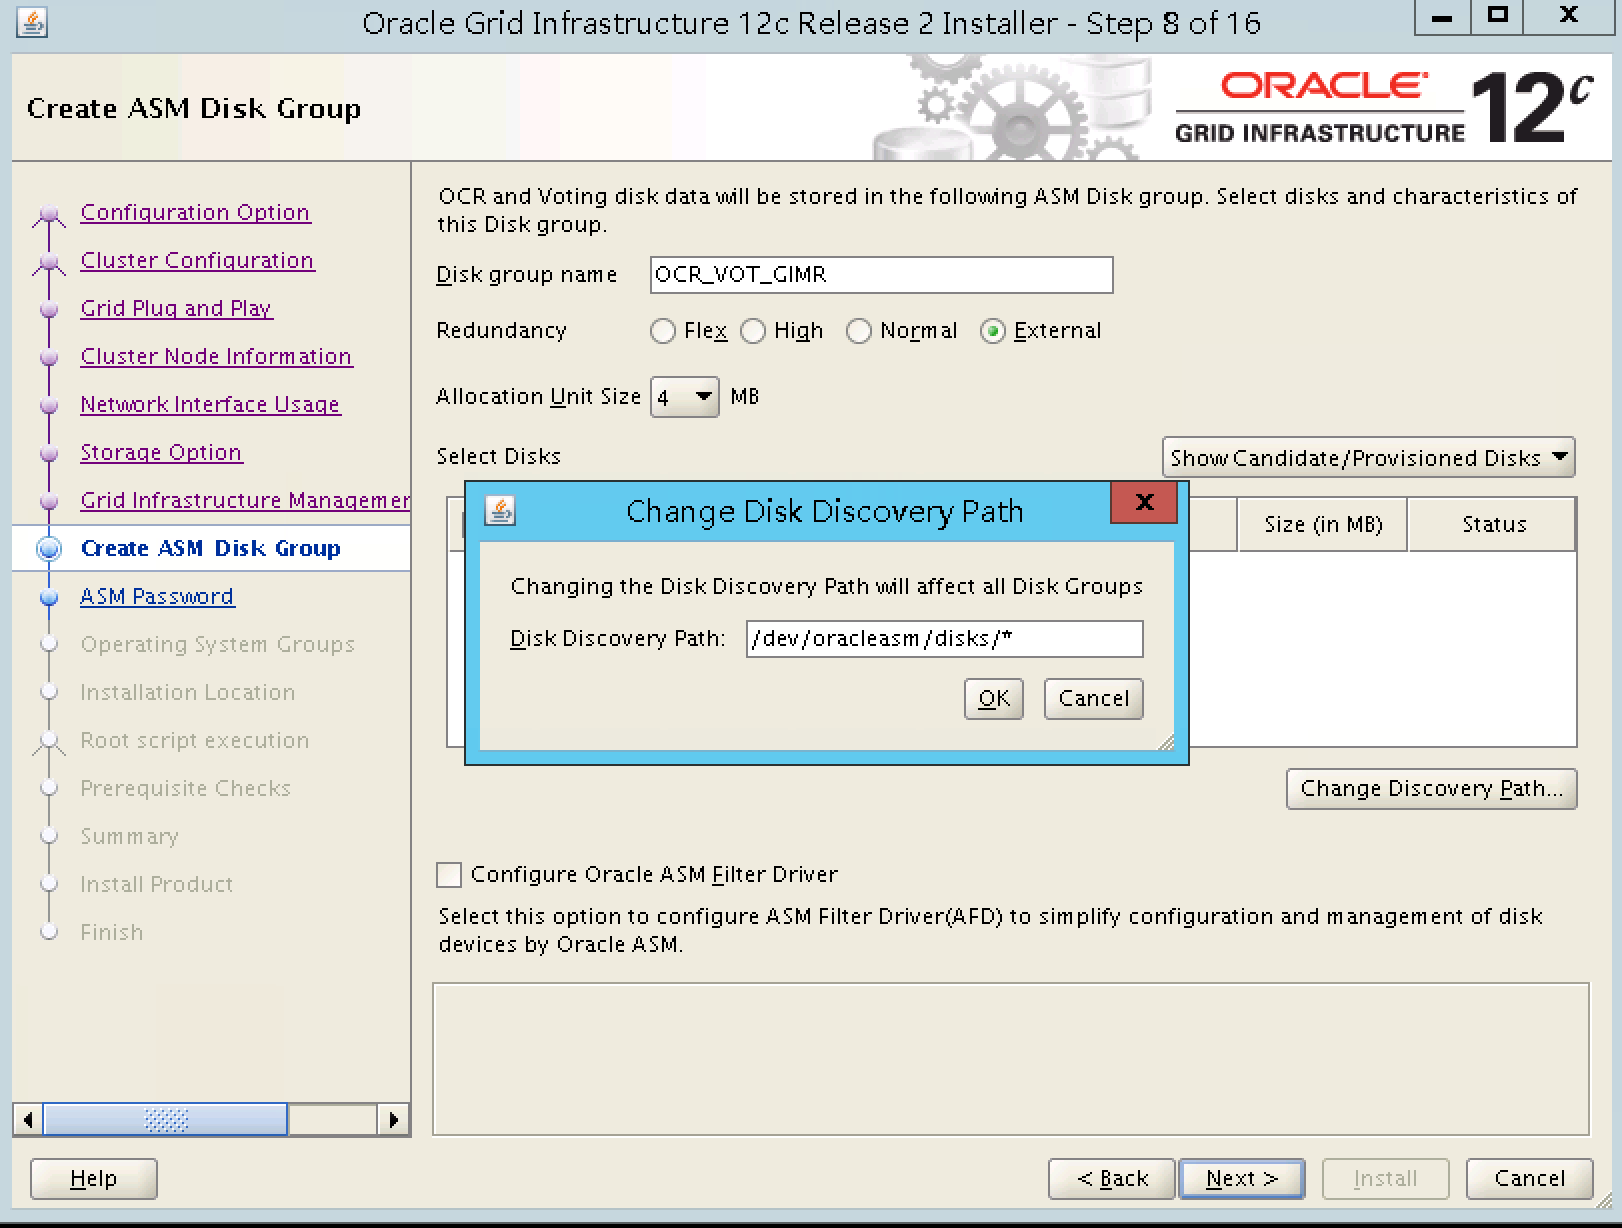 Oracle Grid Infrastructure 12c Release 2 Installer - Step 8 of 16
Create ASM Disk Group
ORACLE
GRID INFRASTRUCTURE
12c
Configuration Option
Cluster Configuration
Grid Plug and Play
Cluster Node Information
Network Interface Usage
Storage Option
Grid Infrastructure Managemer
Create ASM Disk Group
ASM Password
Operating System Groups
Installation Location
Root script execution
Prerequisite Checks
Summary
Install Product
Finish
OCR and Voting disk data will be stored in the following ASM Disk group. Select disks and characteristics of
this Disk group.
Disk group name OCR_VOT_GIMR
Redundancy Flex High Normal External
Allocation Unit Size 4 MB
Select Disks
Show Candidate/Provisioned Disks
Size (in MB) Status
Change Disk Discovery Path
X
Changing the Disk Discovery Path will affect all Disk Groups
Disk Discovery Path: /dev/oracleasm/disks/*
OK Cancel
Change Discovery Path...
Configure Oracle ASM Filter Driver
Select this option to configure ASM Filter Driver(AFD) to simplify configuration and management of disk
devices by Oracle ASM.
Help < Back Next > Install Cancel